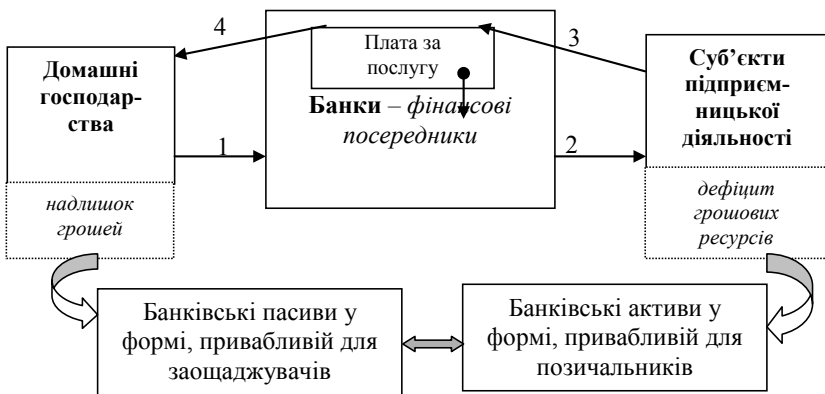 4
Плата за
послугу
3
Домашні
господар-
ства
Банки – фінансові
посередники
Суб’єкти
підприєм-
ницької
діяльності
1
2
надлишок
грошей
дефіцит
грошових
ресурсів
Банківські пасиви у
формі, привабливій для
заощаджувачів
Банківські активи у
формі, привабливій для
позичальників